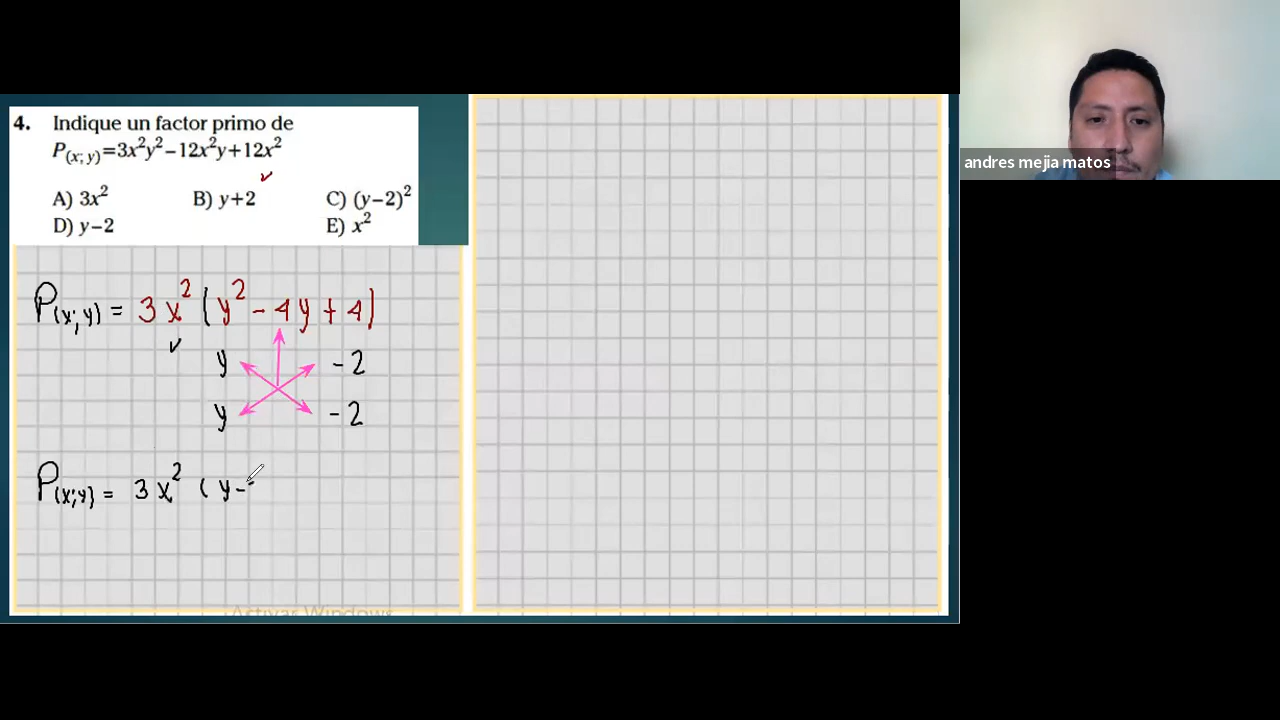 4. Indique un factor primo de
P(x; y)=3x²y²−12x²y+12x²
A) 3x² B) y+2 C) (y−2)²
D) y−2 E) x²
P(x; y) = 3x² (y² − 4y + 4)
y −2
y −2
P(x;y) = 3x² (y−
Activar Windows
andres mejia matos